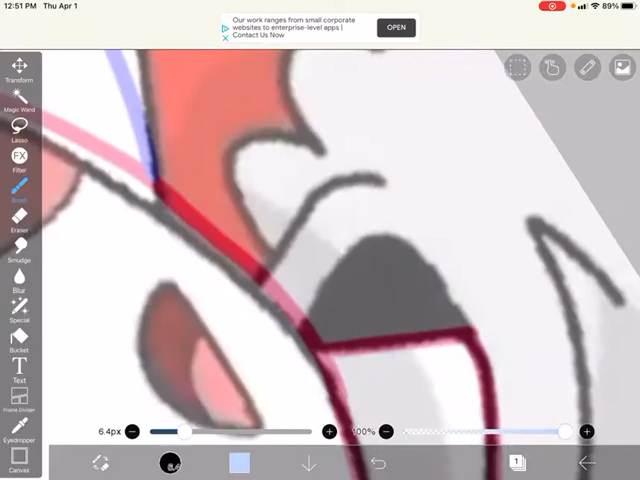 12:51 PM Thu Apr 1
89%
Our work ranges from small corporate
websites to enterprise-level apps |
Contact Us Now
OPEN
Transform
Magic Wand
Lasso
FX
Filter
Brush
Eraser
Smudge
Blur
Special
Bucket
T
Text
Frame Divider
Eyedropper
Canvas
6.4px
100%
6.4
1